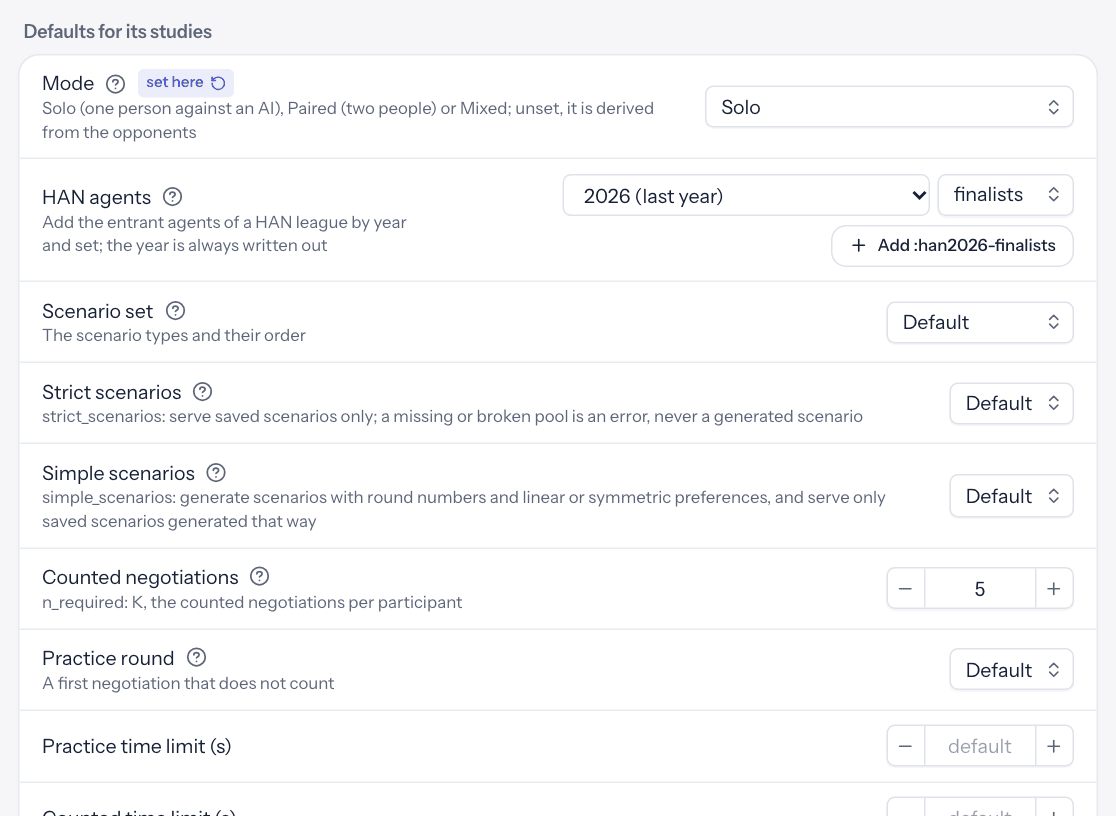 Defaults for its studies
Mode set here
Solo (one person against an AI), Paired (two people) or Mixed; unset, it is derived
from the opponents
Solo
HAN agents
Add the entrant agents of a HAN league by year
and set; the year is always written out
2026 (last year)
finalists
+ Add :han2026-finalists
Scenario set
The scenario types and their order
Default
Strict scenarios
strict_scenarios: serve saved scenarios only; a missing or broken pool is an error, never a generated scenario
Default
Simple scenarios
simple_scenarios: generate scenarios with round numbers and linear or symmetric preferences, and serve only
saved scenarios generated that way
Default
Counted negotiations
n_required: K, the counted negotiations per participant
− 5 +
Practice round
A first negotiation that does not count
Default
Practice time limit (s)
− default +
Counted time limit (s)
default